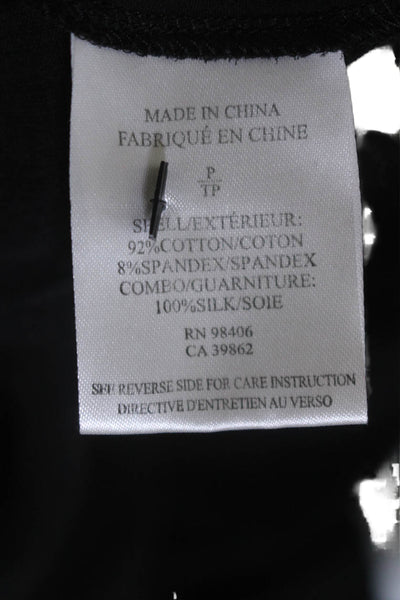 MADE IN CHINA
FABRIQUÉ EN CHINE
P
TP
SHELL/EXTÉRIEUR:
92%COTTON/COTON
8%SPANDEX/SPANDEX
COMBO/GUARNITURE:
100%SILK/SOIE
RN 98406
CA 39862
SEE REVERSE SIDE FOR CARE INSTRUCTION
DIRECTIVE D'ENTRETIEN AU VERSO